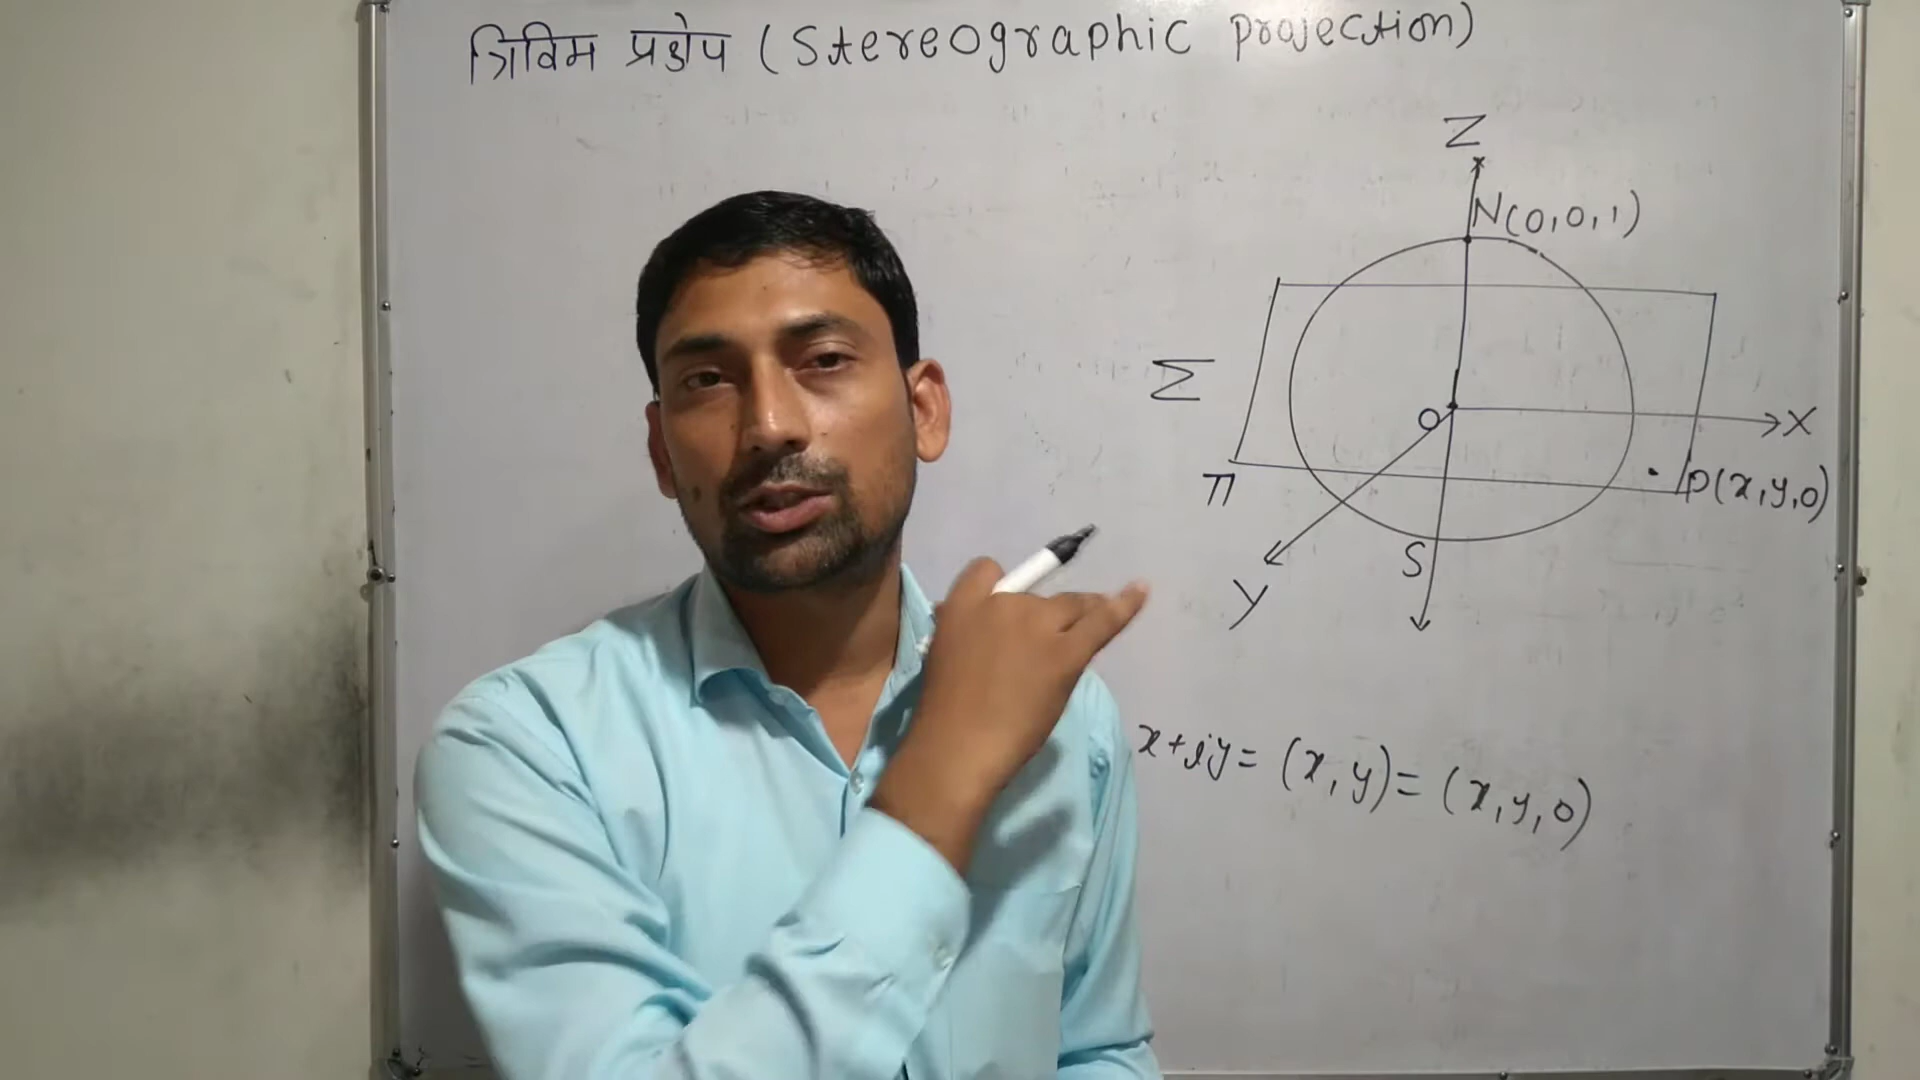 त्रिविम प्रक्षेप (Stereographic projection)
Z
N(0,0,1)
Σ
O
X
π
P(x,y,0)
S
Y
x+iy= (x,y)= (x,y,0)